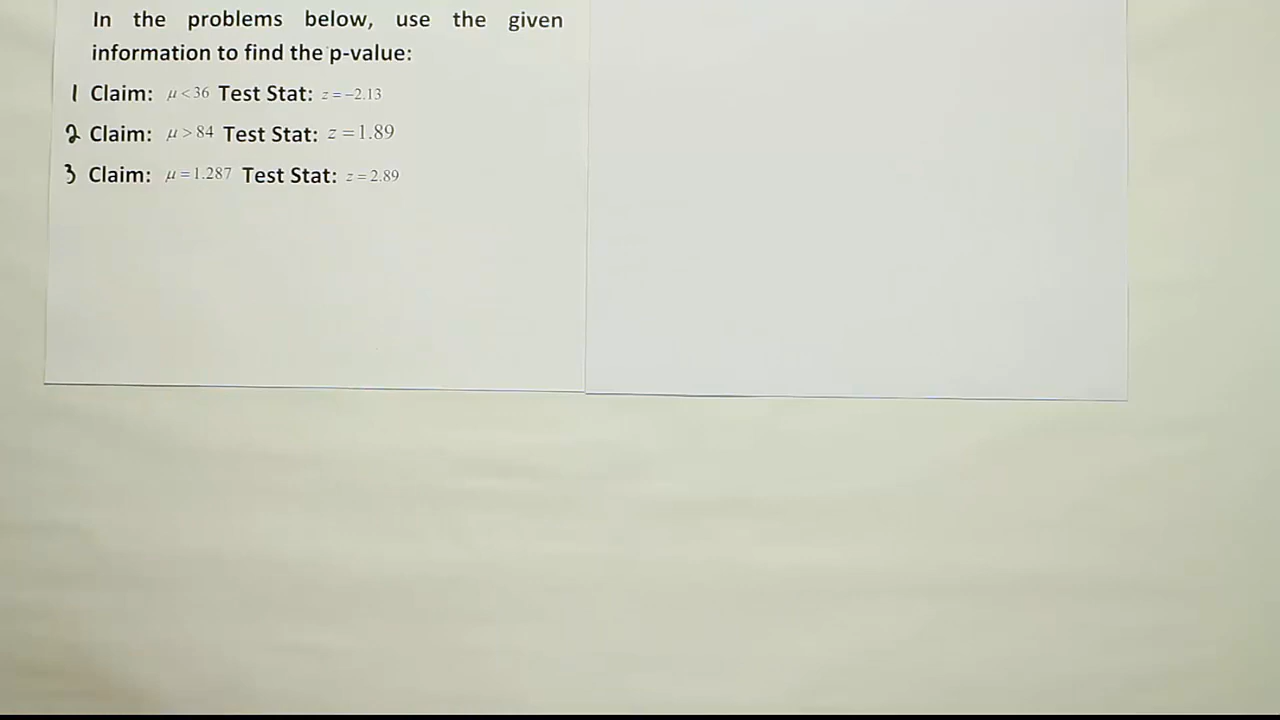 In the problems below, use the given
information to find the p-value:
1 Claim: μ < 36 Test Stat: z = −2.13
2 Claim: μ > 84 Test Stat: z = 1.89
3 Claim: μ = 1.287 Test Stat: z = 2.89